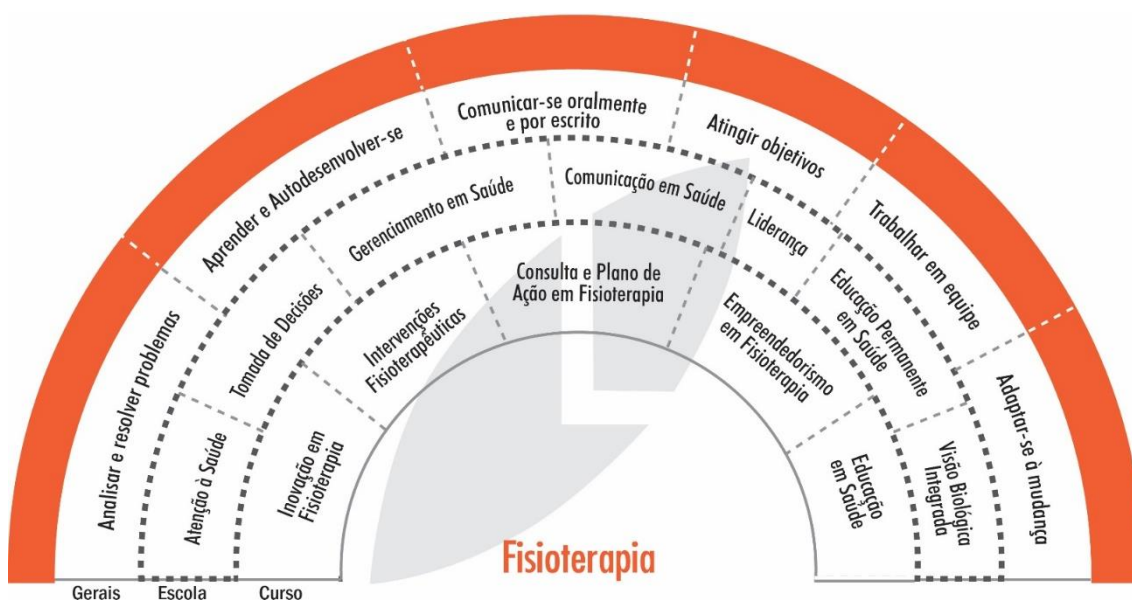 Analisar e resolver problemas
Aprender e Autodesenvolver-se
Comunicar-se oralmente
e por escrito
Atingir objetivos
Trabalhar em equipe
Adaptar-se à mudança
Atenção à Saúde
Tomada de Decisões
Gerenciamento em Saúde
Comunicação em Saúde
Liderança
Educação Permanente
em Saúde
Visão Biológica
Integrada
Inovação em
Fisioterapia
Intervenções
Fisioterapêuticas
Consulta e Plano de
Ação em Fisioterapia
Empreendedorismo
em Fisioterapia
Educação
em Saúde
Fisioterapia
Gerais
Escola
Curso